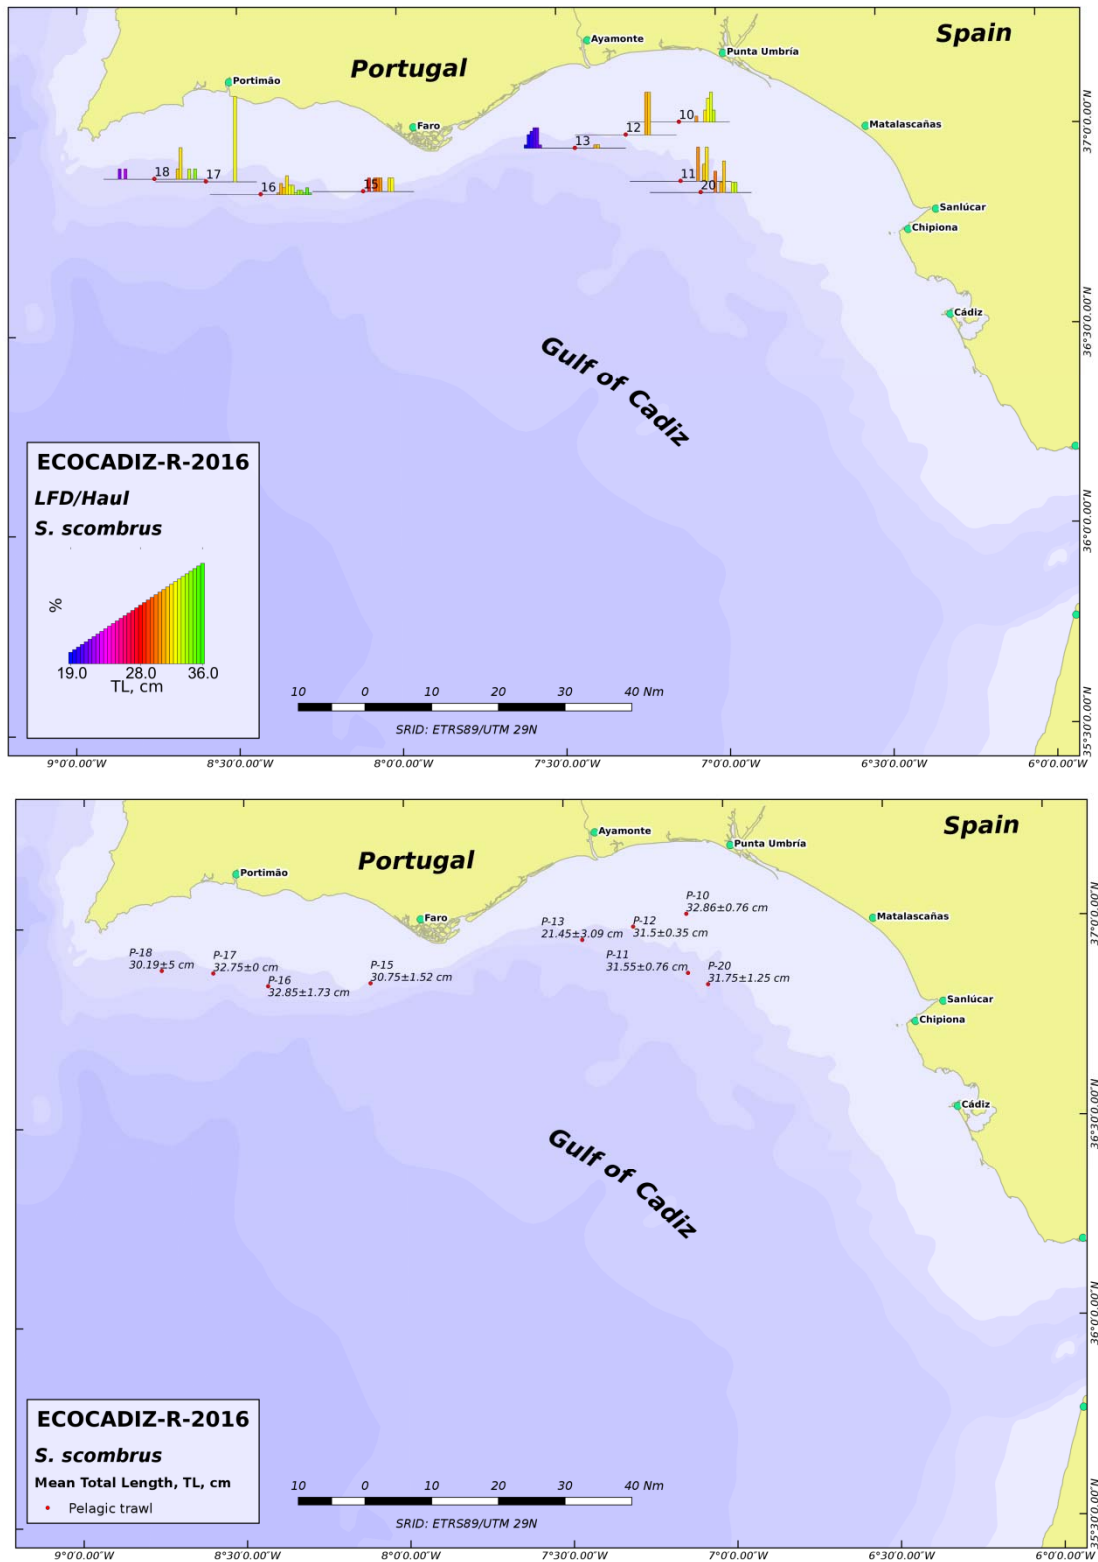 Spain
Ayamonte
Punta Umbría
Portugal
Portimão
10
Faro
12
Matalascañas
37°0'0.00"N
13
18
17
11
15
16
20
Sanlúcar
Chipiona
Cádiz
36°30'0.00"N
Gulf of Cadiz
ECOCADIZ-R-2016
LFD/Haul
S. scombrus
36°0'0.00"N
%
19.0 28.0 36.0
TL, cm
10 0 10 20 30 40 Nm
SRID: ETRS89/UTM 29N
35°30'0.00"N
9°0'0.00"W 8°30'0.00"W 8°0'0.00"W 7°30'0.00"W 7°0'0.00"W 6°30'0.00"W 6°0'0.00"W
Spain
Ayamonte
Punta Umbría
Portugal
Portimão
P-10
32.86±0.76 cm
Faro
P-13
21.45±3.09 cm
P-12
31.5±0.35 cm
Matalascañas
37°0'0.00"N
P-18
30.19±5 cm
P-17
32.75±0 cm
P-16
32.85±1.73 cm
P-15
30.75±1.52 cm
P-11
31.55±0.76 cm
P-20
31.75±1.25 cm
Sanlúcar
Chipiona
Cádiz
36°30'0.00"N
Gulf of Cadiz
36°0'0.00"N
ECOCADIZ-R-2016
S. scombrus
Mean Total Length, TL, cm
Pelagic trawl
10 0 10 20 30 40 Nm
SRID: ETRS89/UTM 29N
35°30'0.00"N
9°0'0.00"W 8°30'0.00"W 8°0'0.00"W 7°30'0.00"W 7°0'0.00"W 6°30'0.00"W 6°0'0.00"W